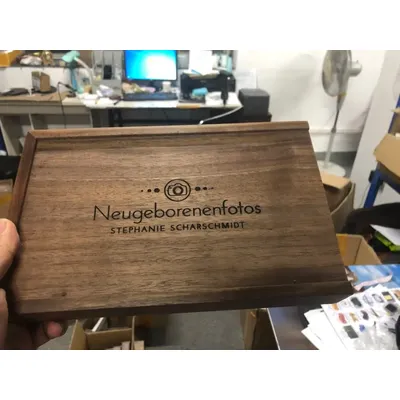 Neugeborenenfotos
STEPHANIE SCHARSCHMIDT